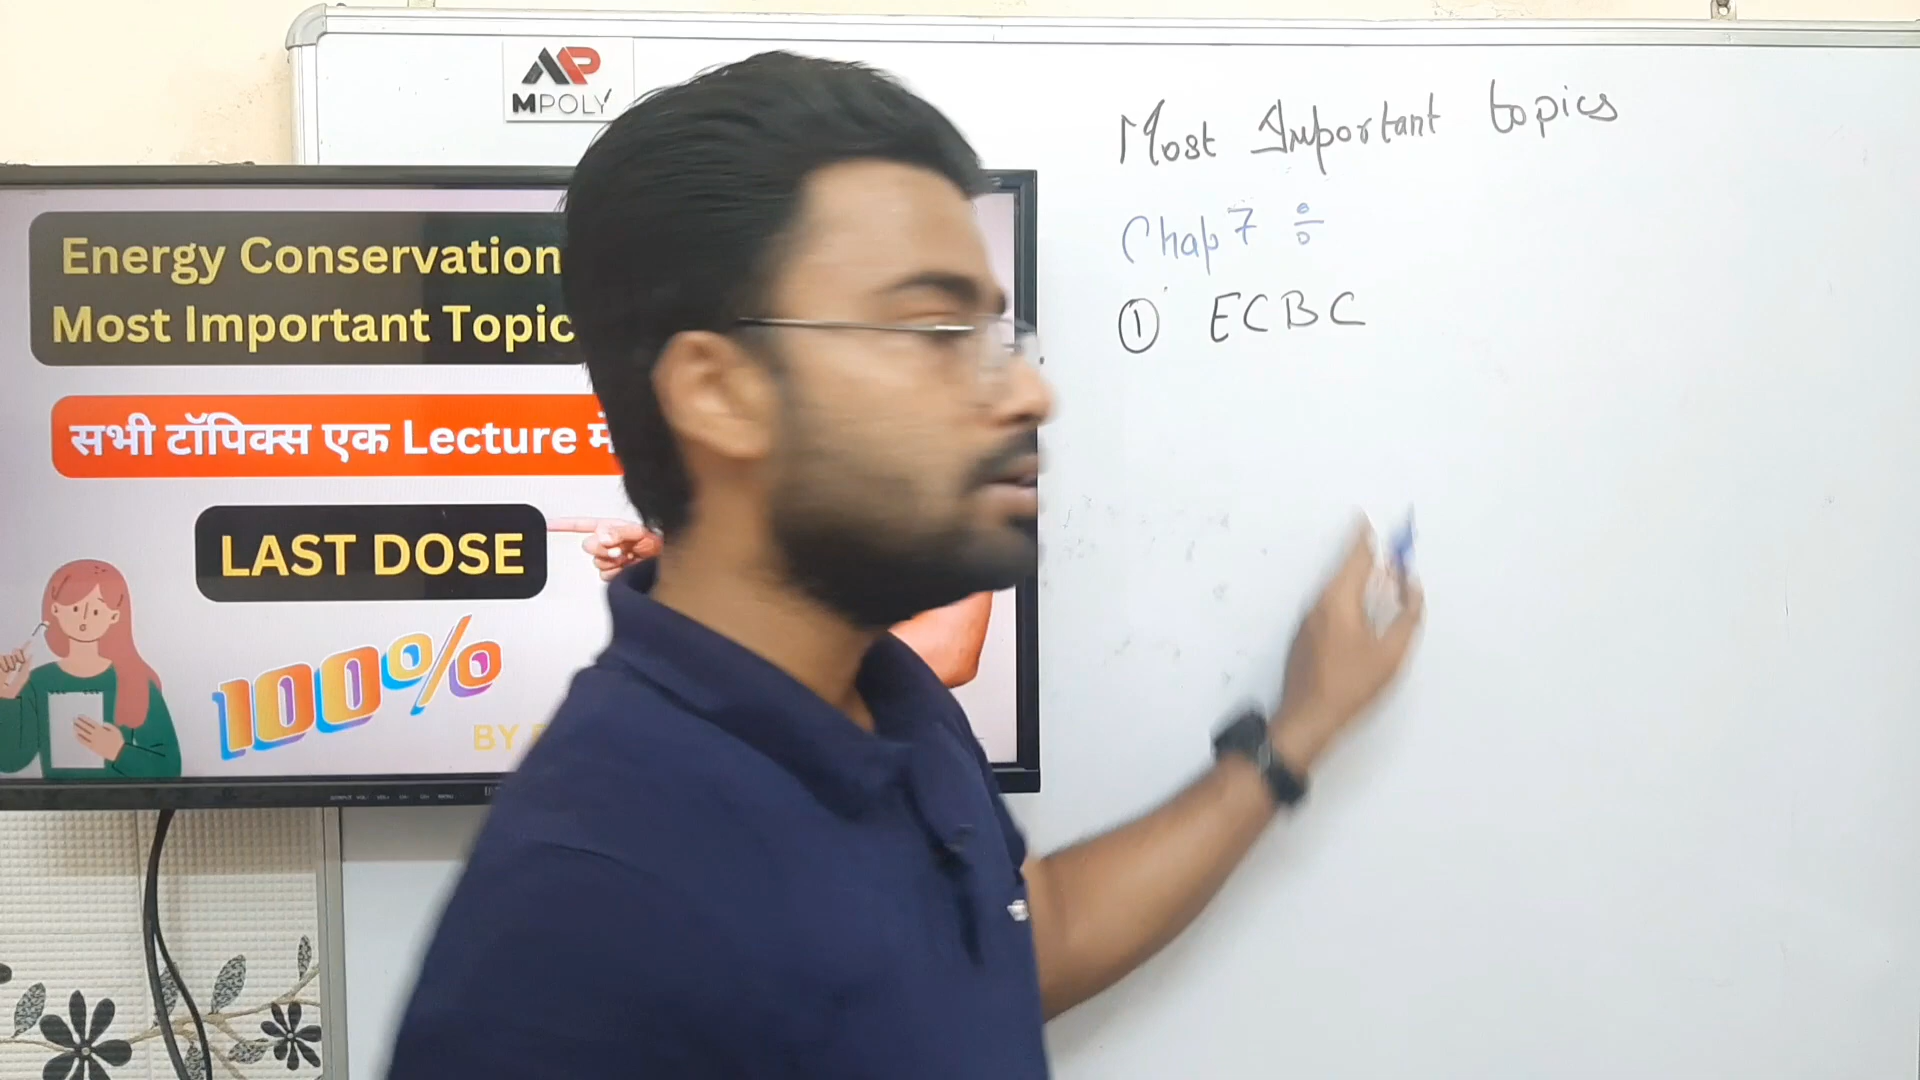 MPOLY
Energy Conservation
Most Important Topic
सभी टॉपिक्स एक Lecture में
LAST DOSE
100%
BY
Most Important topics
Chap 7 ÷
① ECBC